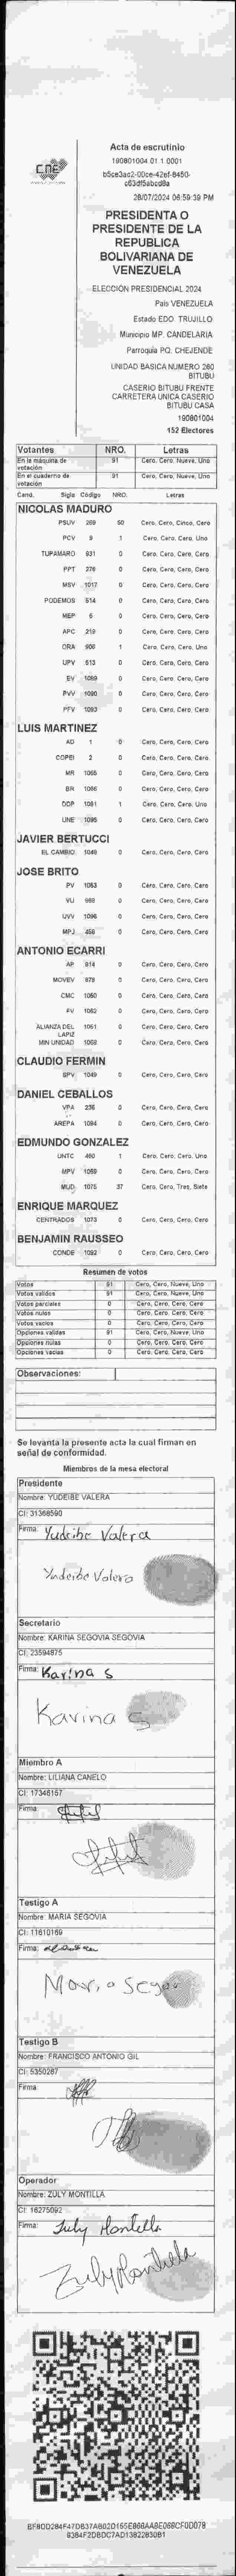 CNE
Acta de escrutinio
190801004.01.1.0001
28/07/2024 06:59:39 PM
PRESIDENTA O
PRESIDENTE DE LA
REPUBLICA
BOLIVARIANA DE
VENEZUELA
ELECCIÓN PRESIDENCIAL 2024
País VENEZUELA
Estado EDO. TRUJILLO
Municipio MP. CANDELARIA
Parroquia PQ. CHEJENDE
UNIDAD BASICA NUMERO 260
BITUBU
CASERIO BITUBU FRENTE
CARRETERA UNICA CASERIO
BITUBU CASA
190801004
152 Electores
Votantes NRO. Letras
En la máquina de votación 91 Cero, Cero, Nueve, Uno
En el cuaderno de votación 91 Cero, Cero, Nueve, Uno
Cand. Sigla Código NRO. Letras
NICOLAS MADURO
PSUV 269 50 Cero, Cero, Cinco, Cero
PCV 9 1 Cero, Cero, Cero, Uno
TUPAMARO 931 0 Cero, Cero, Cero, Cero
PPT 276 0 Cero, Cero, Cero, Cero
MSV 1017 0 Cero, Cero, Cero, Cero
PODEMOS 514 0 Cero, Cero, Cero, Cero
MEP 6 0 Cero, Cero, Cero, Cero
APC 219 0 Cero, Cero, Cero, Cero
ORA 906 1 Cero, Cero, Cero, Uno
UPV 513 0 Cero, Cero, Cero, Cero
EV 1089 0 Cero, Cero, Cero, Cero
PVV 1090 0 Cero, Cero, Cero, Cero
PFV 1093 0 Cero, Cero, Cero, Cero
LUIS MARTINEZ
AD 1 0 Cero, Cero, Cero, Cero
COPEI 2 0 Cero, Cero, Cero, Cero
MR 1065 0 Cero, Cero, Cero, Cero
BR 1066 0 Cero, Cero, Cero, Cero
DDP 1091 1 Cero, Cero, Cero, Uno
UNE 1095 0 Cero, Cero, Cero, Cero
JAVIER BERTUCCI
EL CAMBIO 1048 0 Cero, Cero, Cero, Cero
JOSE BRITO
PV 1053 0 Cero, Cero, Cero, Cero
VU 968 0 Cero, Cero, Cero, Cero
UVV 1096 0 Cero, Cero, Cero, Cero
MPJ 458 0 Cero, Cero, Cero, Cero
ANTONIO ECARRI
AP 914 0 Cero, Cero, Cero, Cero
MOVEV 879 0 Cero, Cero, Cero, Cero
CMC 1050 0 Cero, Cero, Cero, Cero
FV 1062 0 Cero, Cero, Cero, Cero
ALIANZA DEL LAPIZ 1061 0 Cero, Cero, Cero, Cero
MIN UNIDAD 1068 0 Cero, Cero, Cero, Cero
CLAUDIO FERMIN
SPV 1049 0 Cero, Cero, Cero, Cero
DANIEL CEBALLOS
VPA 236 0 Cero, Cero, Cero, Cero
AREPA 1094 0 Cero, Cero, Cero, Cero
EDMUNDO GONZALEZ
UNTC 460 1 Cero, Cero, Cero, Uno
MPV 1069 0 Cero, Cero, Cero, Cero
MUD 1075 37 Cero, Cero, Tres, Siete
ENRIQUE MARQUEZ
CENTRADOS 1073 0 Cero, Cero, Cero, Cero
BENJAMIN RAUSSEO
CONDE 1092 0 Cero, Cero, Cero, Cero
Resumen de votos
Votos 91 Cero, Cero, Nueve, Uno
Votos validos 91 Cero, Cero, Nueve, Uno
Votos parciales 0 Cero, Cero, Cero, Cero
Votos nulos 0 Cero, Cero, Cero, Cero
Votos vacios 0 Cero, Cero, Cero, Cero
Opciones validas 91 Cero, Cero, Nueve, Uno
Opciones nulas 0 Cero, Cero, Cero, Cero
Opciones vacias 0 Cero, Cero, Cero, Cero
Observaciones:
Se levanta la presente acta la cual firman en
señal de conformidad.
Miembros de la mesa electoral
Presidente
Nombre: YUDEIBE VALERA
CI: 31368590
Firma: Yudeibe Valera
Yudeibe Valera
Secretario
Nombre: KARINA SEGOVIA SEGOVIA
CI: 23594875
Firma: Karina S
Karina S
Miembro A
Nombre: LILIANA CANELO
CI: 17346157
Firma:
Testigo A
Nombre: MARIA SEGOVIA
CI: 11610169
Firma:
Testigo B
Nombre: FRANCISCO ANTONIO GIL
CI: 5350287
Firma:
Operador
Nombre: ZULY MONTILLA
CI: 16275092
Firma: Zuly Montilla
Zuly Montilla